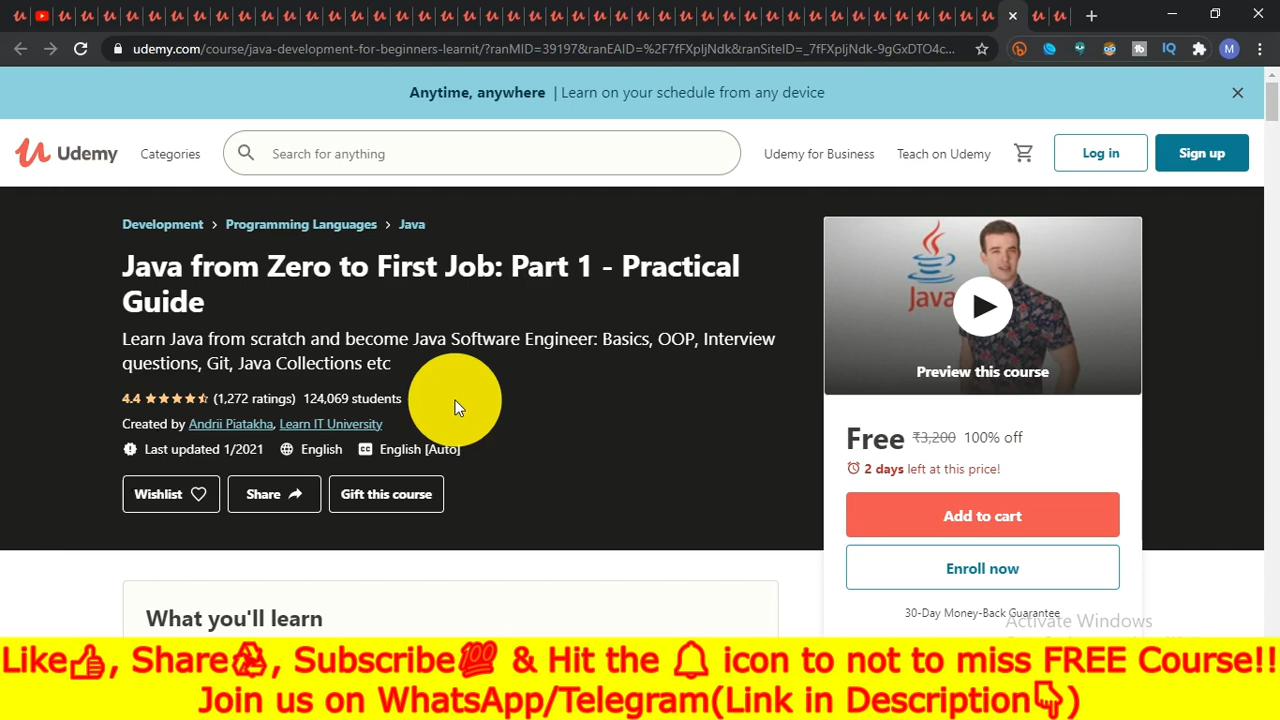 udemy.com/course/java-development-for-beginners-learnit/?ranMID=39197&ranEAID=%2F7fFXpIjNdk&ranSiteID=_7fFXpIjNdk-9gGxDTO4c...
IQ
M
Anytime, anywhere | Learn on your schedule from any device
Udemy
Categories
Search for anything
Udemy for Business
Teach on Udemy
Log in
Sign up
Development > Programming Languages > Java
Java from Zero to First Job: Part 1 - Practical
Guide
Learn Java from scratch and become Java Software Engineer: Basics, OOP, Interview
questions, Git, Java Collections etc
4.4 (1,272 ratings) 124,069 students
Created by Andrii Piatakha, Learn IT University
Last updated 1/2021 English CC English [Auto]
Wishlist
Share
Gift this course
Java
Preview this course
Free ₹3,200 100% off
2 days left at this price!
Add to cart
Enroll now
30-Day Money-Back Guarantee
Activate Windows
What you'll learn
Like👍, Share♻, Subscribe💯 & Hit the 🔔 icon to not to miss FREE Course!!
Join us on WhatsApp/Telegram(Link in Description👇)